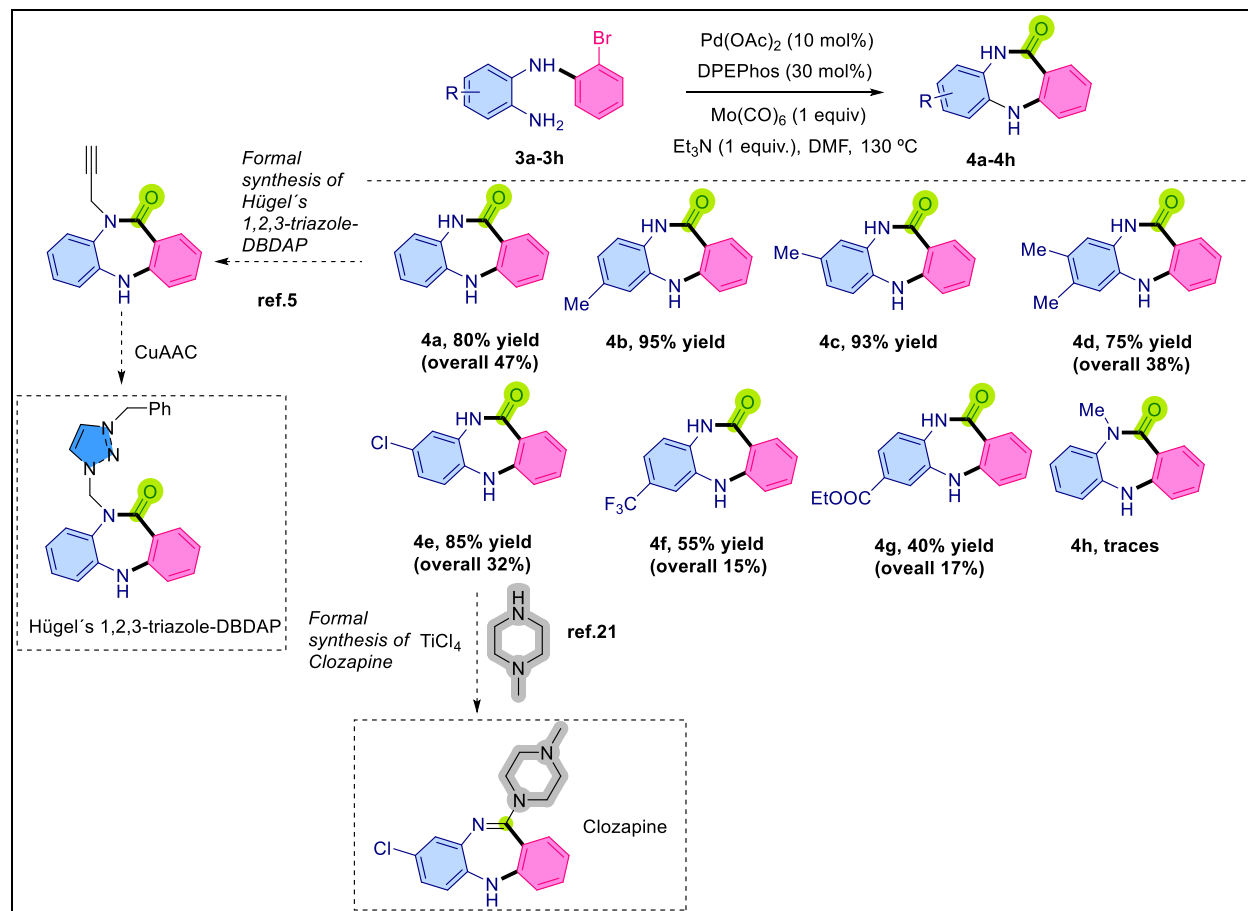 Br
NH
R
NH2
3a-3h
Pd(OAc)2 (10 mol%)
DPEPhos (30 mol%)
Mo(CO)6 (1 equiv)
Et3N (1 equiv.), DMF, 130 ºC
O
HN
R
N
H
4a-4h
Formal
synthesis of
Hügel´s
1,2,3-triazole-
DBDAP
ref.5
O
N
N
H
CuAAC
O
HN
N
H
4a, 80% yield
(overall 47%)
O
HN
Me
N
H
4b, 95% yield
O
HN
Me
N
H
4c, 93% yield
O
HN
Me
Me
N
H
4d, 75% yield
(overall 38%)
Ph
N
N
N
O
N
N
H
Hügel´s 1,2,3-triazole-DBDAP
O
HN
Cl
N
H
4e, 85% yield
(overall 32%)
O
HN
F3C
N
H
4f, 55% yield
(overall 15%)
O
HN
EtOOC
N
H
4g, 40% yield
(oveall 17%)
Me
O
N
N
H
4h, traces
Formal
synthesis of
Clozapine
TiCl4
H
N
N
ref.21
N
N
N
Cl
N
H
Clozapine